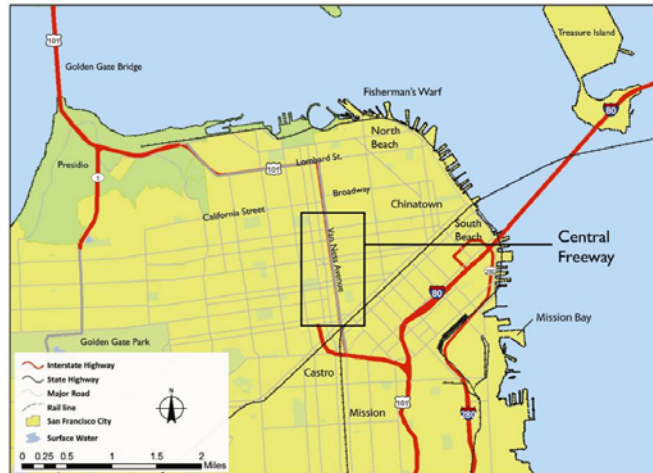 101
Golden Gate Bridge
Treasure Island
80
Fisherman's Warf
North
Beach
Presidio
1
101
Lombard St.
Broadway
California Street
Chinatown
Van Ness Avenue
South
Beach
Central
Freeway
280
80
Mission Bay
Golden Gate Park
Castro
Mission
101
280
Interstate Highway
State Highway
Major Road
Rail line
San Francisco City
Surface Water
N
0 0.25 0.5 1 1.5 2
Miles